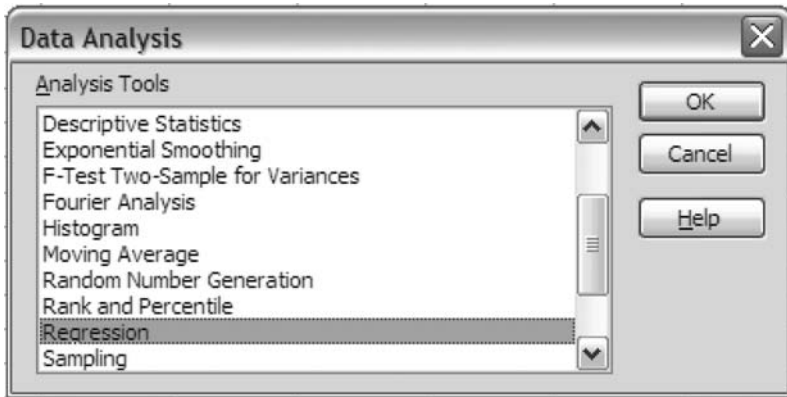 Data Analysis
Analysis Tools
Descriptive Statistics
Exponential Smoothing
F-Test Two-Sample for Variances
Fourier Analysis
Histogram
Moving Average
Random Number Generation
Rank and Percentile
Regression
Sampling
OK
Cancel
Help